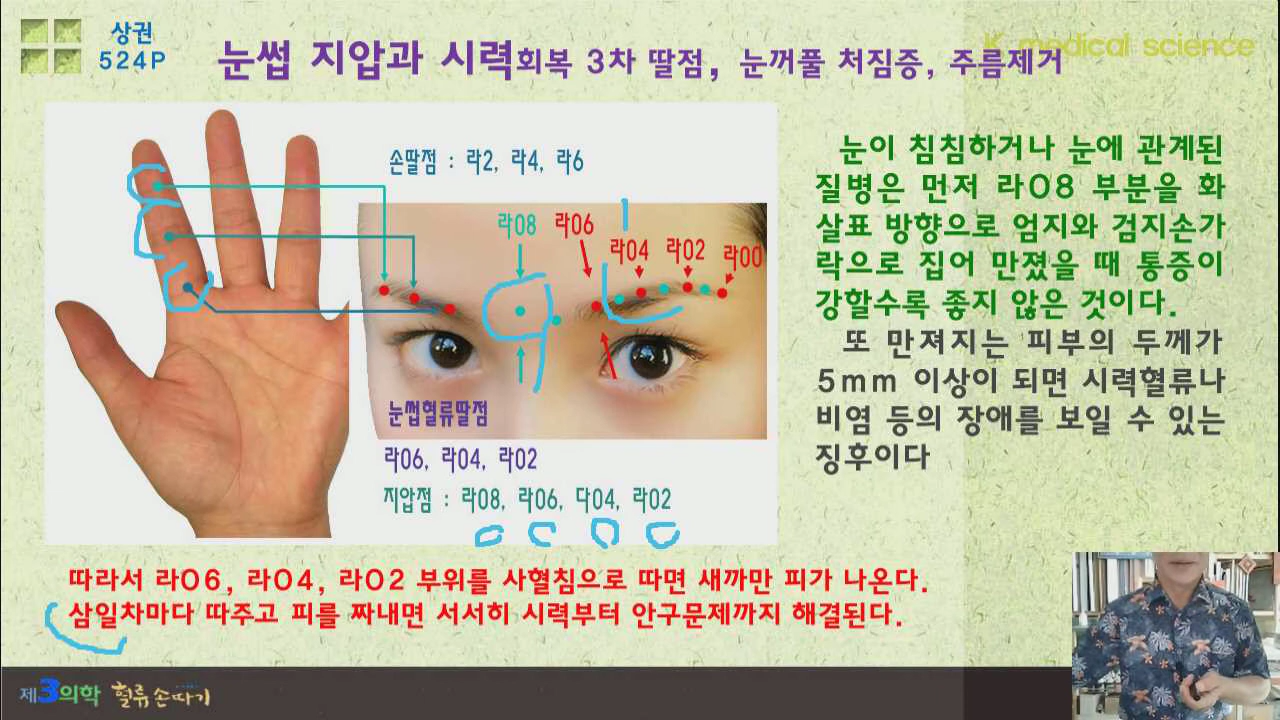 상권
524P
눈썹 지압과 시력회복 3차 딸점, 눈꺼풀 처짐증, 주름제거
K medical science
손딸점 : 락2, 락4, 락6
라08
라06
라04
라02
라00
눈썹혈류딸점
락06, 락04, 락02
지압점 : 락08, 락06, 다04, 락02
눈이 침침하거나 눈에 관계된
질병은 먼저 라08 부분을 화
살표 방향으로 엄지와 검지손가
락으로 집어 만졌을 때 통증이
강할수록 좋지 않은 것이다.
또 만져지는 피부의 두께가
5mm 이상이 되면 시력혈류나
비염 등의 장애를 보일 수 있는
징후이다
따라서 라06, 라04, 라02 부위를 사혈침으로 따면 새까만 피가 나온다.
삼일차마다 따주고 피를 짜내면 서서히 시력부터 안구문제까지 해결된다.
제3의학 혈류 손따기